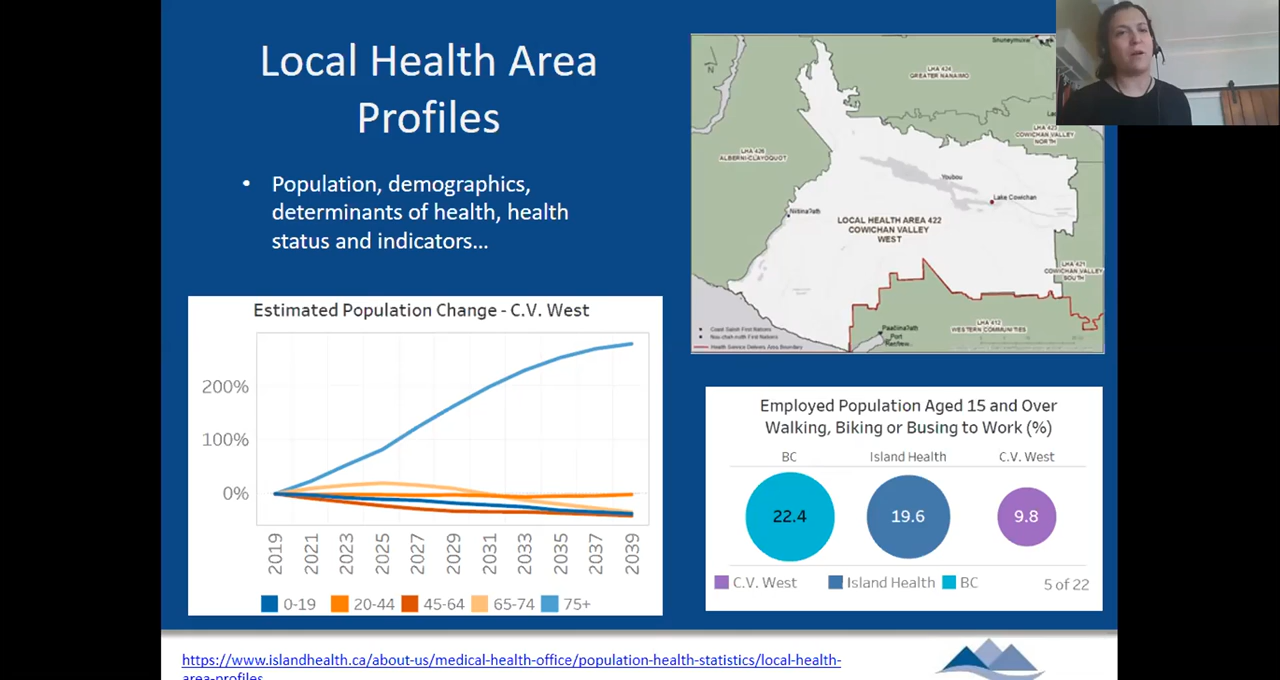 Local Health Area
Profiles
• Population, demographics,
determinants of health, health
status and indicators...
Estimated Population Change - C.V. West
200%
100%
0%
2019
2021
2023
2025
2027
2029
2031
2033
2035
2037
2039
0-19
20-44
45-64
65-74
75+
N
Snuneymuxw
LHA 424
GREATER NANAIMO
LHA 423
COWICHAN VALLEY
NORTH
LHA 426
ALBERNI-CLAYOQUOT
Youbou
Lake Cowichan
Nitinaʔath
LOCAL HEALTH AREA 422
COWICHAN VALLEY
WEST
LHA 421
COWICHAN VALLEY
SOUTH
LHA 412
WESTERN COMMUNITIES
Port
Renfrew
Coast Salish First Nations
Nuu-chah-nulth First Nations
Health Service Delivery Area Boundary
Employed Population Aged 15 and Over
Walking, Biking or Busing to Work (%)
BC
Island Health
C.V. West
22.4
19.6
9.8
C.V. West
Island Health
BC
5 of 22
https://www.islandhealth.ca/about-us/medical-health-office/population-health-statistics/local-health-
area-profiles